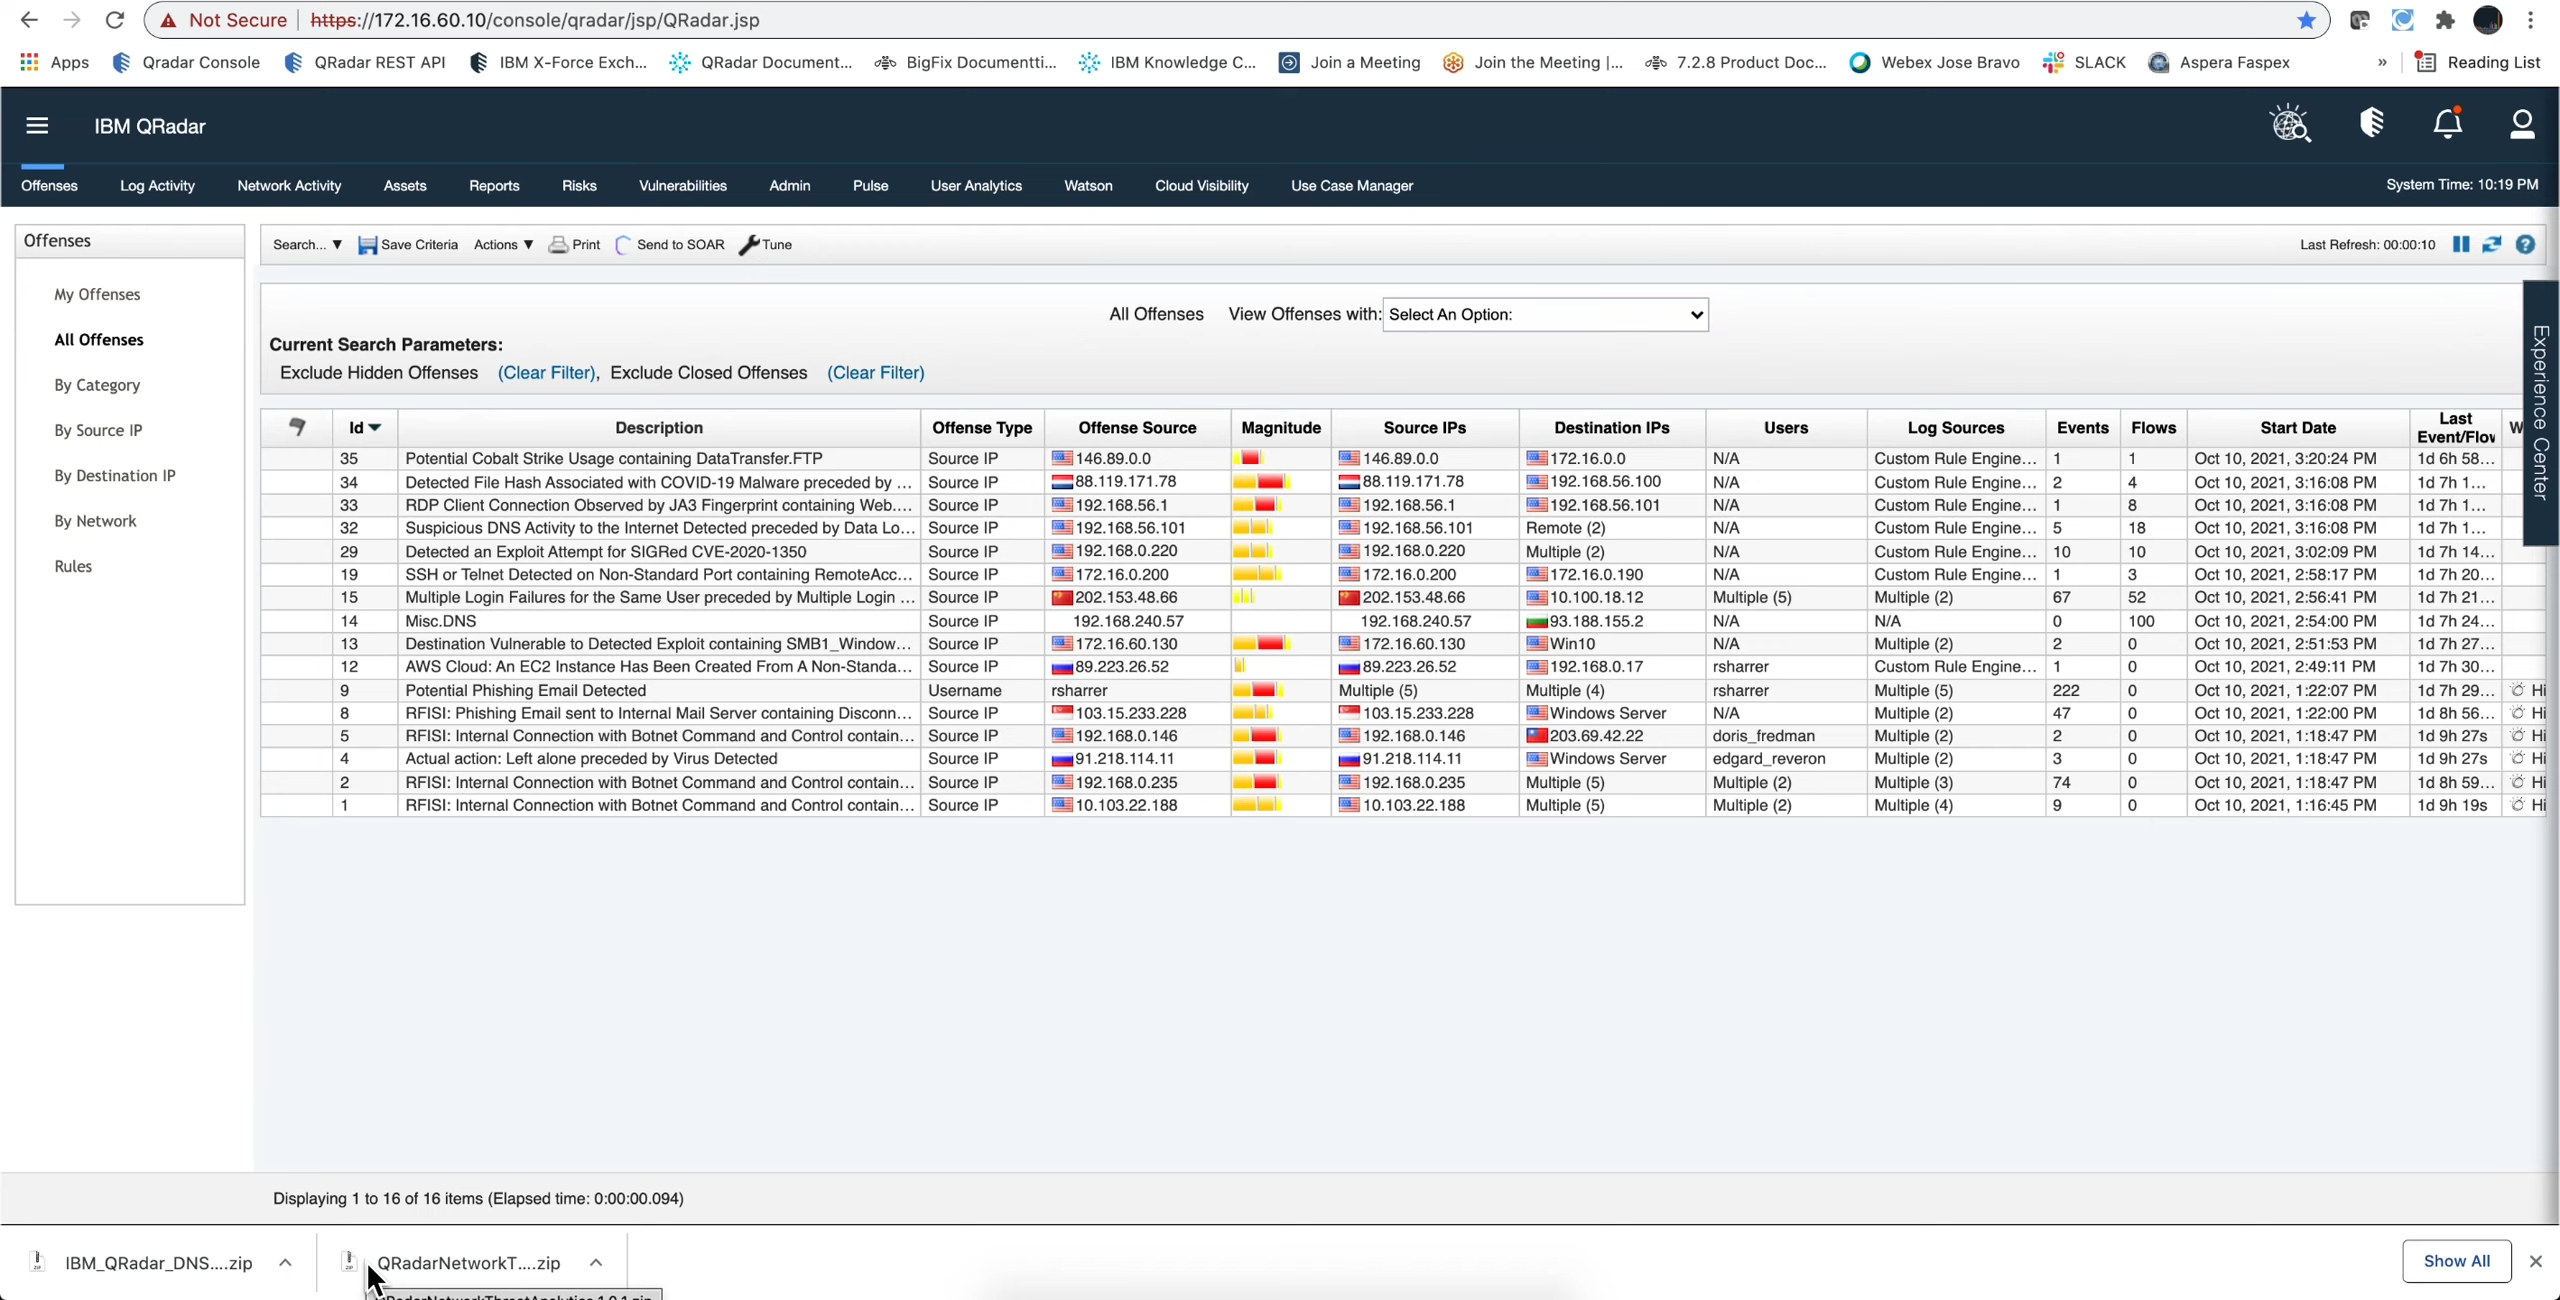 Not Secure | https://172.16.60.10/console/qradar/jsp/QRadar.jsp
Apps Qradar Console QRadar REST API IBM X-Force Exch... QRadar Document... BigFix Documentti... IBM Knowledge C... Join a Meeting Join the Meeting |... 7.2.8 Product Doc... Webex Jose Bravo SLACK Aspera Faspex » Reading List
IBM QRadar
Offenses Log Activity Network Activity Assets Reports Risks Vulnerabilities Admin Pulse User Analytics Watson Cloud Visibility Use Case Manager System Time: 10:19 PM
Offenses
My Offenses
All Offenses
By Category
By Source IP
By Destination IP
By Network
Rules
Search... ▼ Save Criteria Actions ▼ Print Send to SOAR Tune Last Refresh: 00:00:10
All Offenses View Offenses with: Select An Option:
Current Search Parameters:
Exclude Hidden Offenses (Clear Filter), Exclude Closed Offenses (Clear Filter)
Experience Center
Id Description Offense Type Offense Source Magnitude Source IPs Destination IPs Users Log Sources Events Flows Start Date Last Event/Flow W
35 Potential Cobalt Strike Usage containing DataTransfer.FTP Source IP 146.89.0.0 146.89.0.0 172.16.0.0 N/A Custom Rule Engine... 1 1 Oct 10, 2021, 3:20:24 PM 1d 6h 58...
34 Detected File Hash Associated with COVID-19 Malware preceded by ... Source IP 88.119.171.78 88.119.171.78 192.168.56.100 N/A Custom Rule Engine... 2 4 Oct 10, 2021, 3:16:08 PM 1d 7h 1...
33 RDP Client Connection Observed by JA3 Fingerprint containing Web.... Source IP 192.168.56.1 192.168.56.1 192.168.56.101 N/A Custom Rule Engine... 1 8 Oct 10, 2021, 3:16:08 PM 1d 7h 1...
32 Suspicious DNS Activity to the Internet Detected preceded by Data Lo... Source IP 192.168.56.101 192.168.56.101 Remote (2) N/A Custom Rule Engine... 5 18 Oct 10, 2021, 3:16:08 PM 1d 7h 1...
29 Detected an Exploit Attempt for SIGRed CVE-2020-1350 Source IP 192.168.0.220 192.168.0.220 Multiple (2) N/A Custom Rule Engine... 10 10 Oct 10, 2021, 3:02:09 PM 1d 7h 14...
19 SSH or Telnet Detected on Non-Standard Port containing RemoteAcc... Source IP 172.16.0.200 172.16.0.200 172.16.0.190 N/A Custom Rule Engine... 1 3 Oct 10, 2021, 2:58:17 PM 1d 7h 20...
15 Multiple Login Failures for the Same User preceded by Multiple Login ... Source IP 202.153.48.66 202.153.48.66 10.100.18.12 Multiple (5) Multiple (2) 67 52 Oct 10, 2021, 2:56:41 PM 1d 7h 21...
14 Misc.DNS Source IP 192.168.240.57 192.168.240.57 93.188.155.2 N/A N/A 0 100 Oct 10, 2021, 2:54:00 PM 1d 7h 24...
13 Destination Vulnerable to Detected Exploit containing SMB1_Window... Source IP 172.16.60.130 172.16.60.130 Win10 N/A Multiple (2) 2 0 Oct 10, 2021, 2:51:53 PM 1d 7h 27...
12 AWS Cloud: An EC2 Instance Has Been Created From A Non-Standa... Source IP 89.223.26.52 89.223.26.52 192.168.0.17 rsharrer Custom Rule Engine... 1 0 Oct 10, 2021, 2:49:11 PM 1d 7h 30...
9 Potential Phishing Email Detected Username rsharrer Multiple (5) Multiple (4) rsharrer Multiple (5) 222 0 Oct 10, 2021, 1:22:07 PM 1d 7h 29... Hi
8 RFISI: Phishing Email sent to Internal Mail Server containing Disconn... Source IP 103.15.233.228 103.15.233.228 Windows Server N/A Multiple (2) 47 0 Oct 10, 2021, 1:22:00 PM 1d 8h 56... Hi
5 RFISI: Internal Connection with Botnet Command and Control contain... Source IP 192.168.0.146 192.168.0.146 203.69.42.22 doris_fredman Multiple (2) 2 0 Oct 10, 2021, 1:18:47 PM 1d 9h 27s Hi
4 Actual action: Left alone preceded by Virus Detected Source IP 91.218.114.11 91.218.114.11 Windows Server edgard_reveron Multiple (2) 3 0 Oct 10, 2021, 1:18:47 PM 1d 9h 27s Hi
2 RFISI: Internal Connection with Botnet Command and Control contain... Source IP 192.168.0.235 192.168.0.235 Multiple (5) Multiple (2) Multiple (3) 74 0 Oct 10, 2021, 1:18:47 PM 1d 8h 59... Hi
1 RFISI: Internal Connection with Botnet Command and Control contain... Source IP 10.103.22.188 10.103.22.188 Multiple (5) Multiple (2) Multiple (4) 9 0 Oct 10, 2021, 1:16:45 PM 1d 9h 19s Hi
Displaying 1 to 16 of 16 items (Elapsed time: 0:00:00.094)
IBM_QRadar_DNS....zip QRadarNetworkT....zip Show All